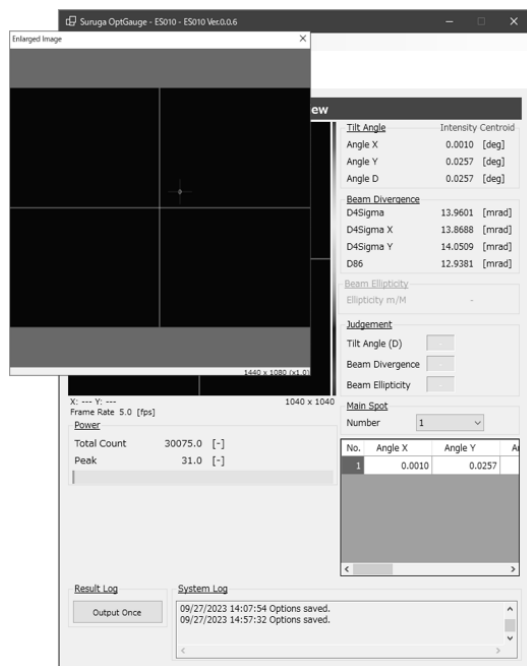 Suruga OptGauge - ES010 - ES010 Ver.0.0.6
Enlarged Image
ew
1440 x 1080 (x1.0)
X: --- Y: ---
1040 x 1040
Frame Rate 5.0 [fps]
Tilt Angle Intensity Centroid
Angle X 0.0010 [deg]
Angle Y 0.0257 [deg]
Angle D 0.0257 [deg]
Beam Divergence
D4Sigma 13.9601 [mrad]
D4Sigma X 13.8688 [mrad]
D4Sigma Y 14.0509 [mrad]
D86 12.9381 [mrad]
Beam Ellipticity
Ellipticity m/M -
Judgement
Tilt Angle (D) -
Beam Divergence -
Beam Ellipticity -
Main Spot
Number 1
Power
Total Count 30075.0 [-]
Peak 31.0 [-]
No. Angle X Angle Y
1 0.0010 0.0257
Result Log
Output Once
System Log
09/27/2023 14:07:54 Options saved.
09/27/2023 14:57:32 Options saved.